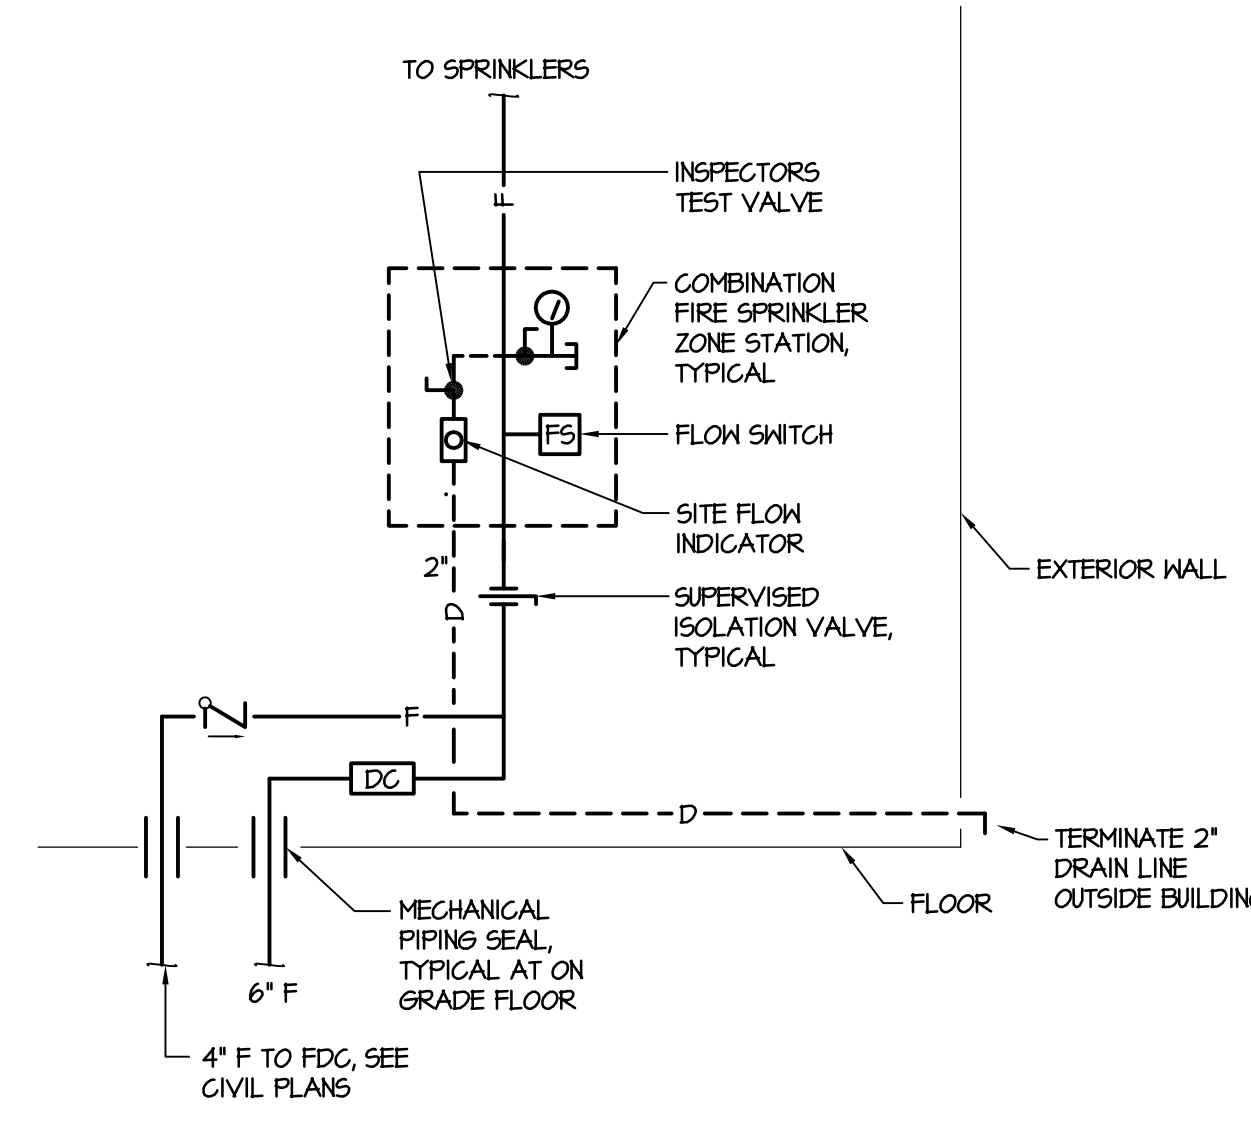 TO SPRINKLERS
INSPECTORS
TEST VALVE
F
COMBINATION
FIRE SPRINKLER
ZONE STATION,
TYPICAL
FS
FLOW SWITCH
SITE FLOW
INDICATOR
2"
EXTERIOR WALL
D
SUPERVISED
ISOLATION VALVE,
TYPICAL
F
DC
D
TERMINATE 2"
DRAIN LINE
OUTSIDE BUILDIN
FLOOR
MECHANICAL
PIPING SEAL,
TYPICAL AT ON
GRADE FLOOR
6" F
4" F TO FDC, SEE
CIVIL PLANS